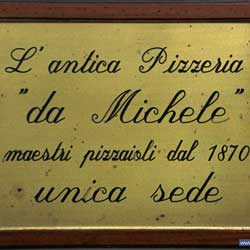 L'antica Pizzeria
"da Michele"
maestri pizzaioli dal 1870
unica sede